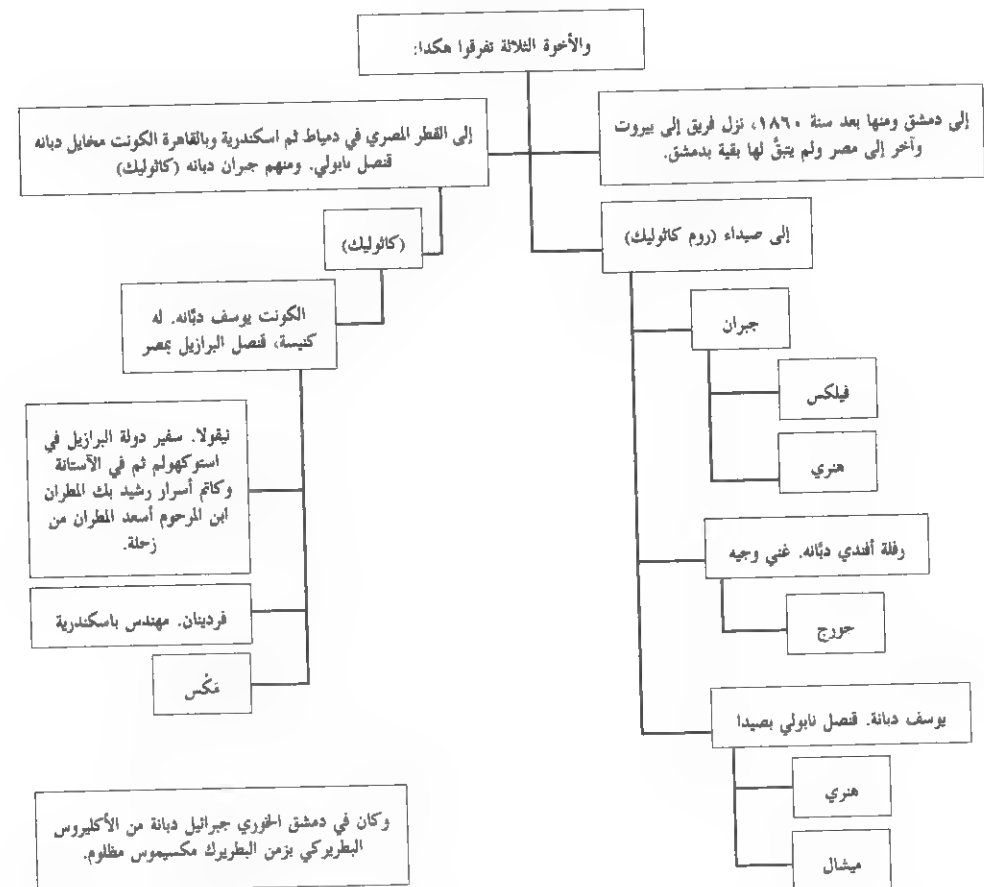 والأخوة الثلاثة تفرقوا هكذا:
إلى دمشق ومنها بعد سنة ١٨٦٠، نزل فريق إلى بيروت
وآخر إلى مصر ولم يتبقَّ لها بقية بدمشق.
إلى القطر المصري في دمياط ثم اسكندرية وبالقاهرة الكونت مخايل دبانه
قنصل نابولي. ومنهم جبران دبانه (كاثوليك)
إلى صيداء (روم كاثوليك)
جبران
فيلكس
هنري
رفلة أفندي دبّانه. غني وجيه
جورج
يوسف دبانة. قنصل نابولي بصيدا
هنري
ميشال
(كاثوليك)
الكونت يوسف دبّانه. له
كنيسة، قنصل البرازيل بمصر
نيقولا. سفير دولة البرازيل في
استوكهولم ثم في الآستانة
وكاتم أسرار رشيد بك المطران
ابن المرحوم أسعد المطران من
زحلة.
فردينان. مهندس باسكندرية
مَكْس
وكان في دمشق الخوري جبرائيل دبانة من الأكليروس
البطريركي بزمن البطريرك مكسيموس مظلوم.